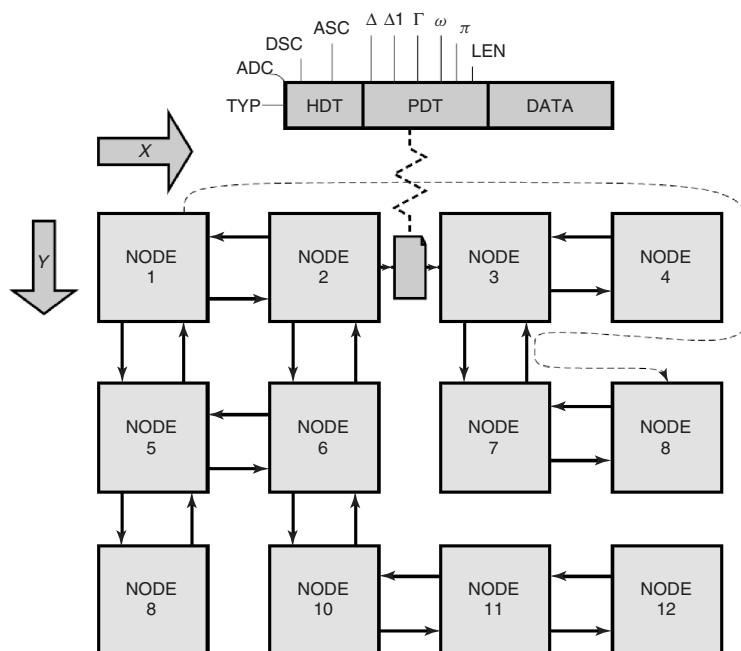 Δ Δ1 Γ ω π
ASC
DSC
LEN
ADC
TYP
HDT PDT DATA
X
Y
NODE
1
NODE
2
NODE
3
NODE
4
NODE
5
NODE
6
NODE
7
NODE
8
NODE
8
NODE
10
NODE
11
NODE
12